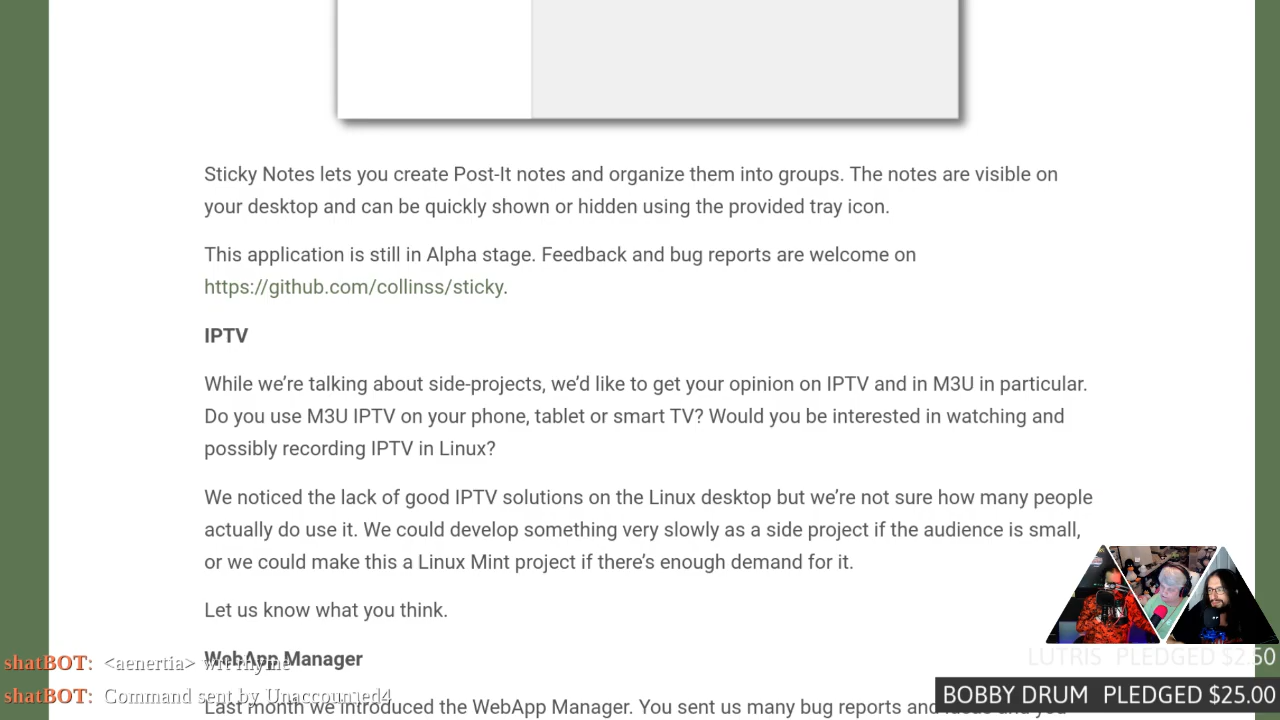 Sticky Notes lets you create Post-It notes and organize them into groups. The notes are visible on
your desktop and can be quickly shown or hidden using the provided tray icon.
This application is still in Alpha stage. Feedback and bug reports are welcome on
https://github.com/collinss/sticky.
IPTV
While we’re talking about side-projects, we’d like to get your opinion on IPTV and in M3U in particular.
Do you use M3U IPTV on your phone, tablet or smart TV? Would you be interested in watching and
possibly recording IPTV in Linux?
We noticed the lack of good IPTV solutions on the Linux desktop but we’re not sure how many people
actually do use it. We could develop something very slowly as a side project if the audience is small,
or we could make this a Linux Mint project if there’s enough demand for it.
Let us know what you think.
WebApp Manager
shatBOT: <aenertia> wrt rhyme
LUTRIS PLEDGED $2.50
shatBOT: Command sent by Unaccounted4
BOBBY DRUM PLEDGED $25.00
Last month we introduced the WebApp Manager. You sent us many bug reports and ideas and you